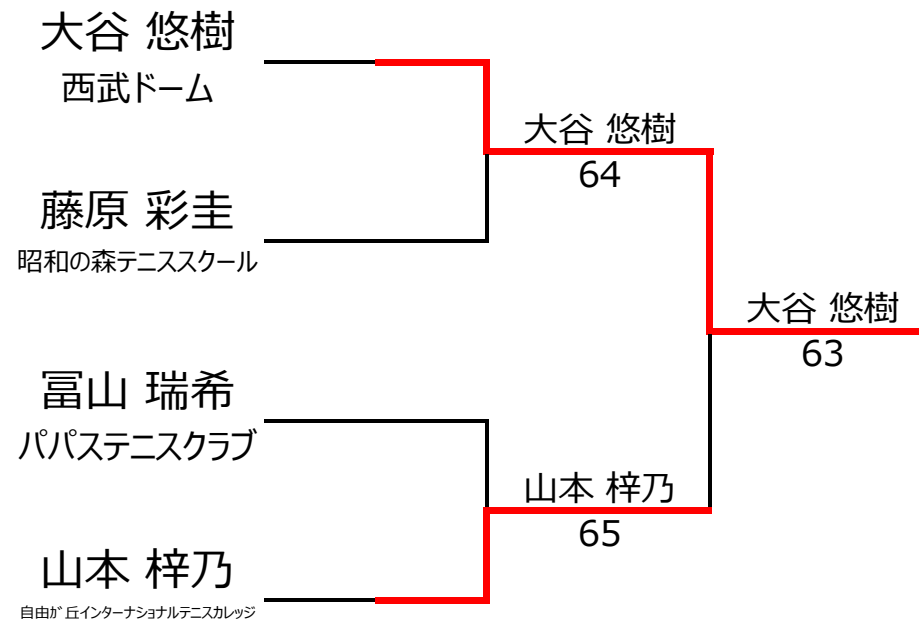 大谷 悠樹
西武ドーム
大谷 悠樹
64
藤原 彩圭
昭和の森テニススクール
大谷 悠樹
63
冨山 瑞希
パパステニスクラブ
山本 梓乃
65
山本 梓乃
自由が丘インターナショナルテニスカレッジ